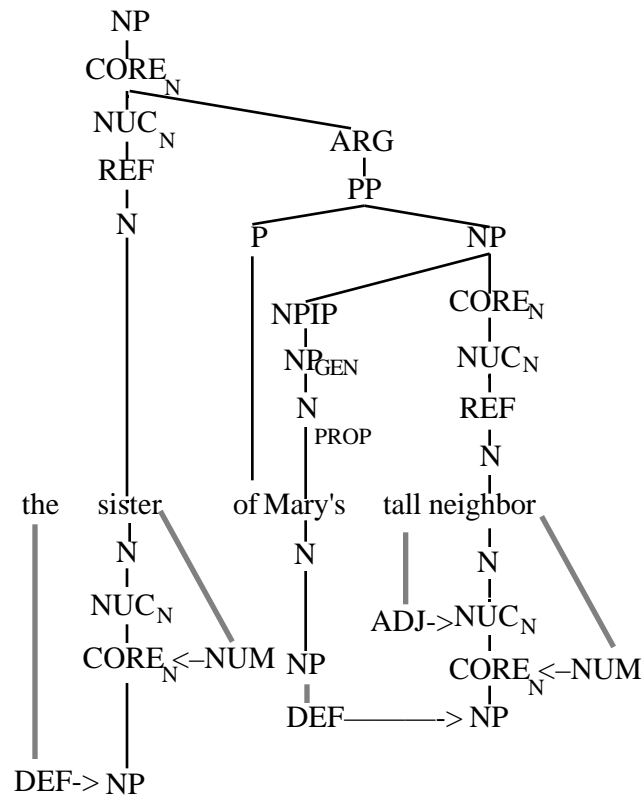 NP
CORE_N
NUC_N ARG
REF PP
N P NP
NPIP CORE_N
NP_GEN NUC_N
N_PROP REF
N
the sister of Mary's tall neighbor
N N N
NUC_N ADJ->NUC_N
CORE_N<–NUM NP CORE_N<–NUM
DEF————-> NP
DEF-> NP